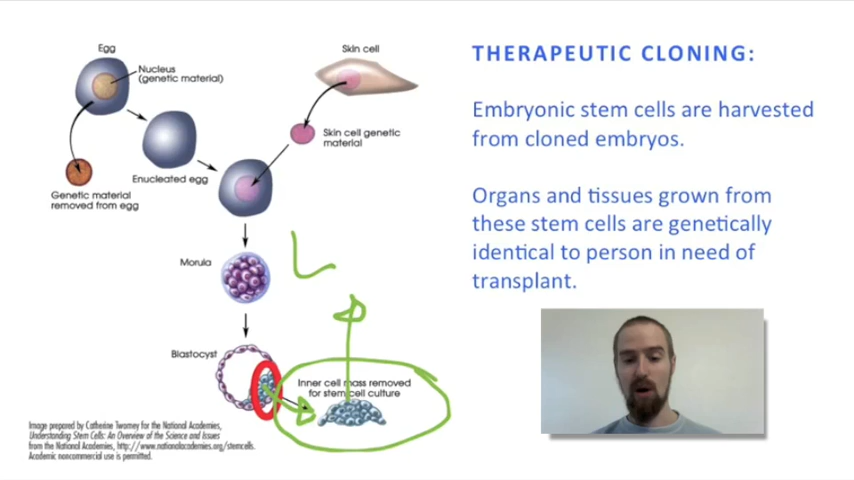 Egg
Nucleus
(genetic material)
Skin cell
Skin cell genetic
material
Enucleated egg
Genetic material
removed from egg
Morula
Blastocyst
Inner cell mass removed
for stem cell culture
Image prepared by Catherine Twomey for the National Academies,
Understanding Stem Cells: An Overview of the Science and Issues
from the National Academies, http://www.nationalacademies.org/stemcells.
Academic noncommercial use is permitted.
THERAPEUTIC CLONING:
Embryonic stem cells are harvested
from cloned embryos.
Organs and tissues grown from
these stem cells are genetically
identical to person in need of
transplant.